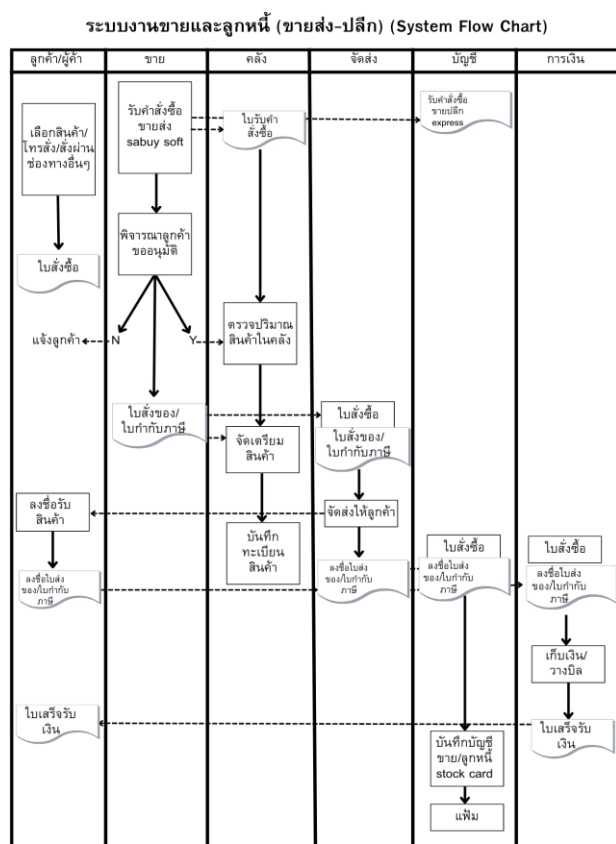 ระบบงานขายและลูกหนี้ (ขายส่ง-ปลีก) (System Flow Chart)
ลูกค้า/ผู้ค้า
ขาย
คลัง
จัดส่ง
บัญชี
การเงิน
เลือกสินค้า/
โทรสั่ง/สั่งผ่าน
ช่องทางอื่นๆ
รับคำสั่งซื้อ
ขายส่ง
sabuy soft
ใบรับคำ
สั่งซื้อ
รับคำสั่งซื้อ
ขายปลีก
express
ใบสั่งซื้อ
พิจารณาลูกค้า
ขออนุมัติ
แจ้งลูกค้า
N
Y
ตรวจปริมาณ
สินค้าในคลัง
ใบสั่งของ/
ใบกำกับภาษี
จัดเตรียม
สินค้า
ใบสั่งซื้อ
ใบสั่งของ/
ใบกำกับภาษี
ลงชื่อรับ
สินค้า
จัดส่งให้ลูกค้า
บันทึก
ทะเบียน
สินค้า
ลงชื่อใบส่ง
ของ/ใบกำกับ
ภาษี
ลงชื่อใบส่ง
ของ/ใบกำกับ
ภาษี
ใบสั่งซื้อ
ลงชื่อใบส่ง
ของ/ใบกำกับ
ภาษี
ใบสั่งซื้อ
ลงชื่อใบส่ง
ของ/ใบกำกับ
ภาษี
เก็บเงิน/
วางบิล
ใบเสร็จรับ
เงิน
ใบเสร็จรับ
เงิน
บันทึกบัญชี
ขาย/ลูกหนี้
stock card
แฟ้ม